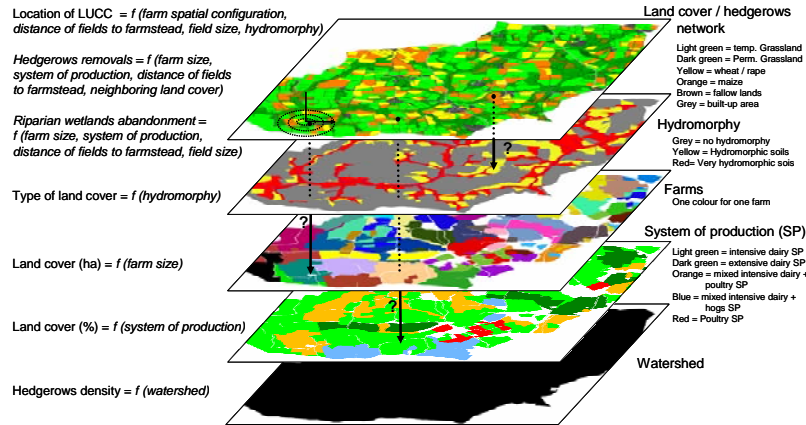 Location of LUCC = f (farm spatial configuration,
distance of fields to farmstead, field size, hydromorphy)
Hedgerows removals = f (farm size,
system of production, distance of fields
to farmstead, neighboring land cover)
Riparian wetlands abandonment =
f (farm size, system of production,
distance of fields to farmstead, field size)
Type of land cover = f (hydromorphy)
Land cover (ha) = f (farm size)
Land cover (%) = f (system of production)
Hedgerows density = f (watershed)
?
?
?
Land cover / hedgerows
network
Light green = temp. Grassland
Dark green = Perm. Grassland
Yellow = wheat / rape
Orange = maize
Brown = fallow lands
Grey = built-up area
Hydromorphy
Grey = no hydromorphy
Yellow = Hydromorphic soils
Red= Very hydromorphic sois
Farms
One colour for one farm
System of production (SP)
Light green = intensive dairy SP
Dark green = extensive dairy SP
Orange = mixed intensive dairy +
poultry SP
Blue = mixed intensive dairy +
hogs SP
Red = Poultry SP
Watershed